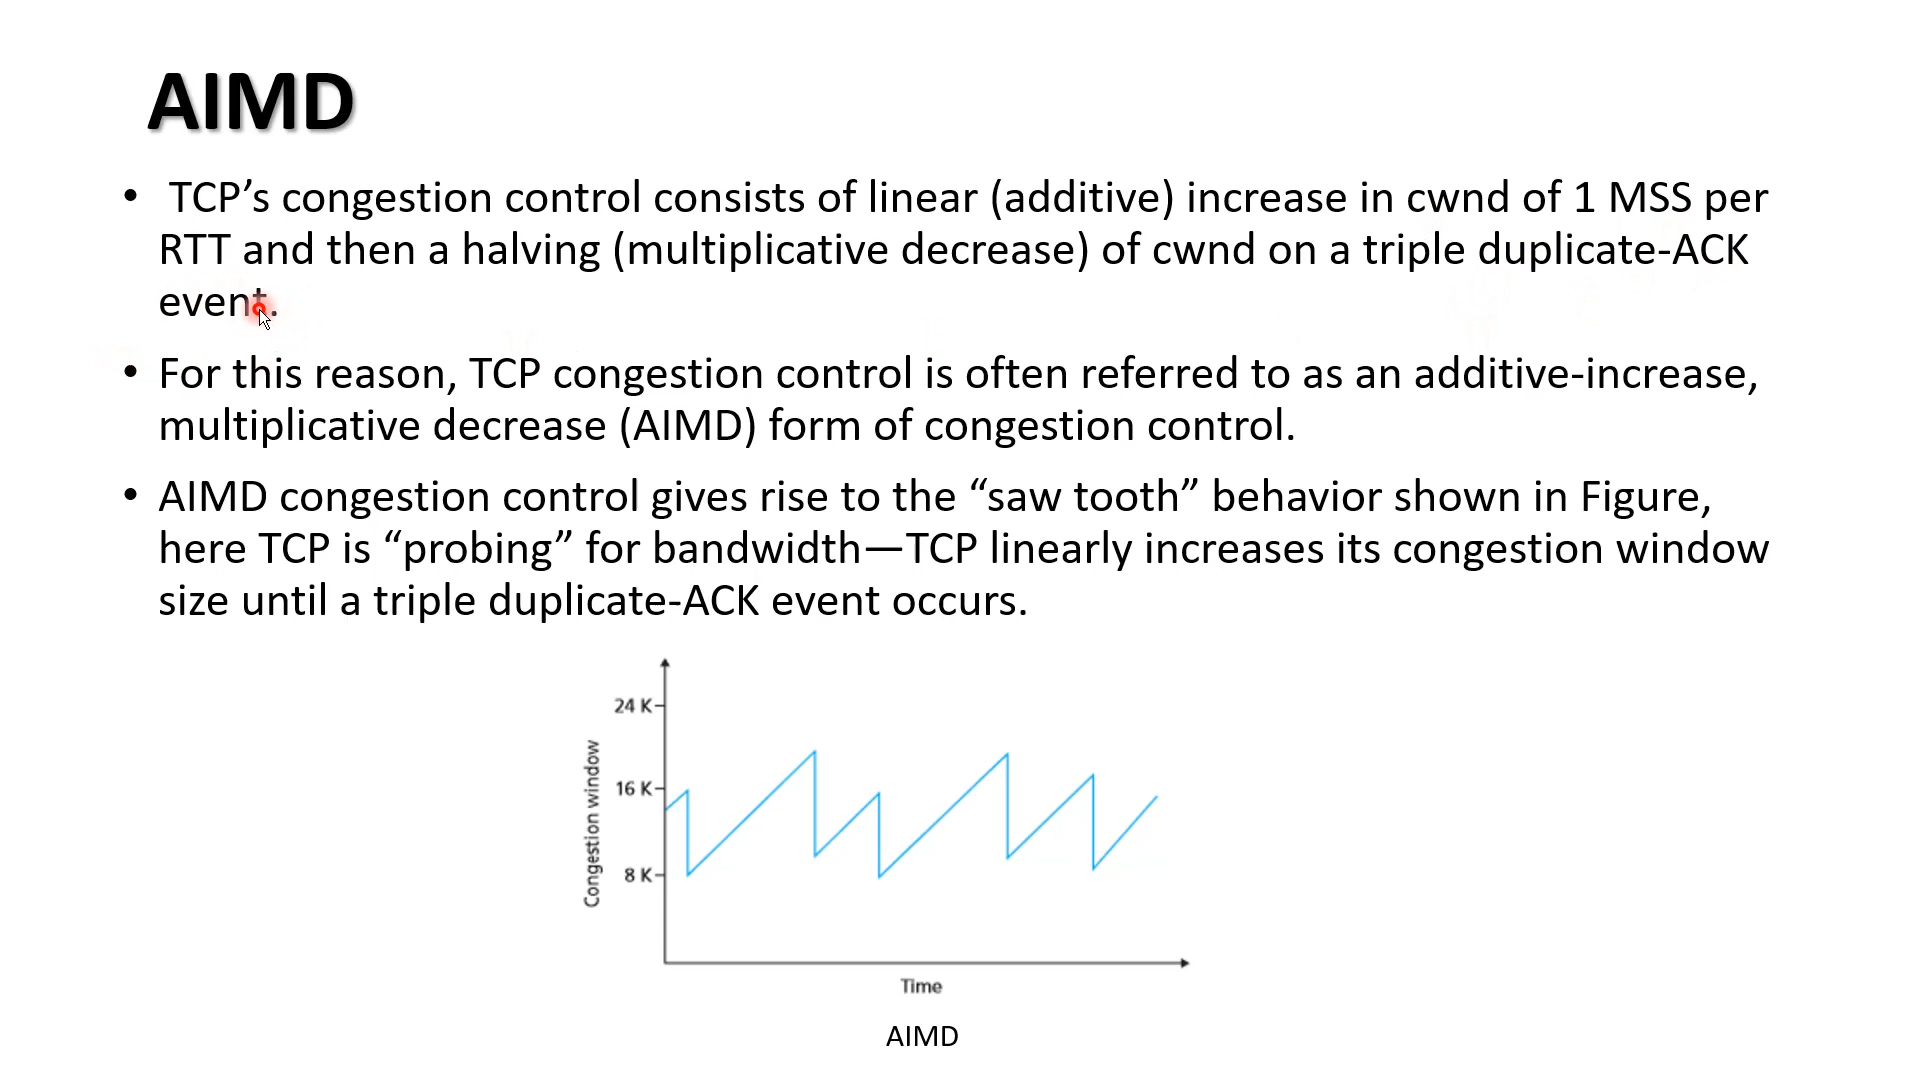 AIMD
• TCP’s congestion control consists of linear (additive) increase in cwnd of 1 MSS per
RTT and then a halving (multiplicative decrease) of cwnd on a triple duplicate-ACK
event.
• For this reason, TCP congestion control is often referred to as an additive-increase,
multiplicative decrease (AIMD) form of congestion control.
• AIMD congestion control gives rise to the “saw tooth” behavior shown in Figure,
here TCP is “probing” for bandwidth—TCP linearly increases its congestion window
size until a triple duplicate-ACK event occurs.
24 K
16 K
8 K
Congestion window
Time
AIMD